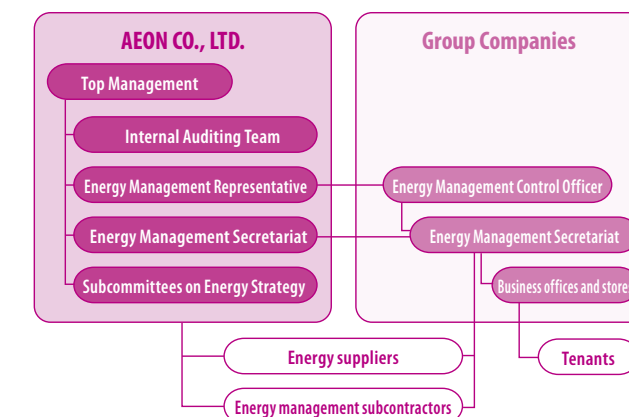 AEON CO., LTD.
Top Management
Internal Auditing Team
Energy Management Representative
Energy Management Secretariat
Subcommittees on Energy Strategy
Group Companies
Energy Management Control Officer
Energy Management Secretariat
Business offices and store
Tenants
Energy suppliers
Energy management subcontractors